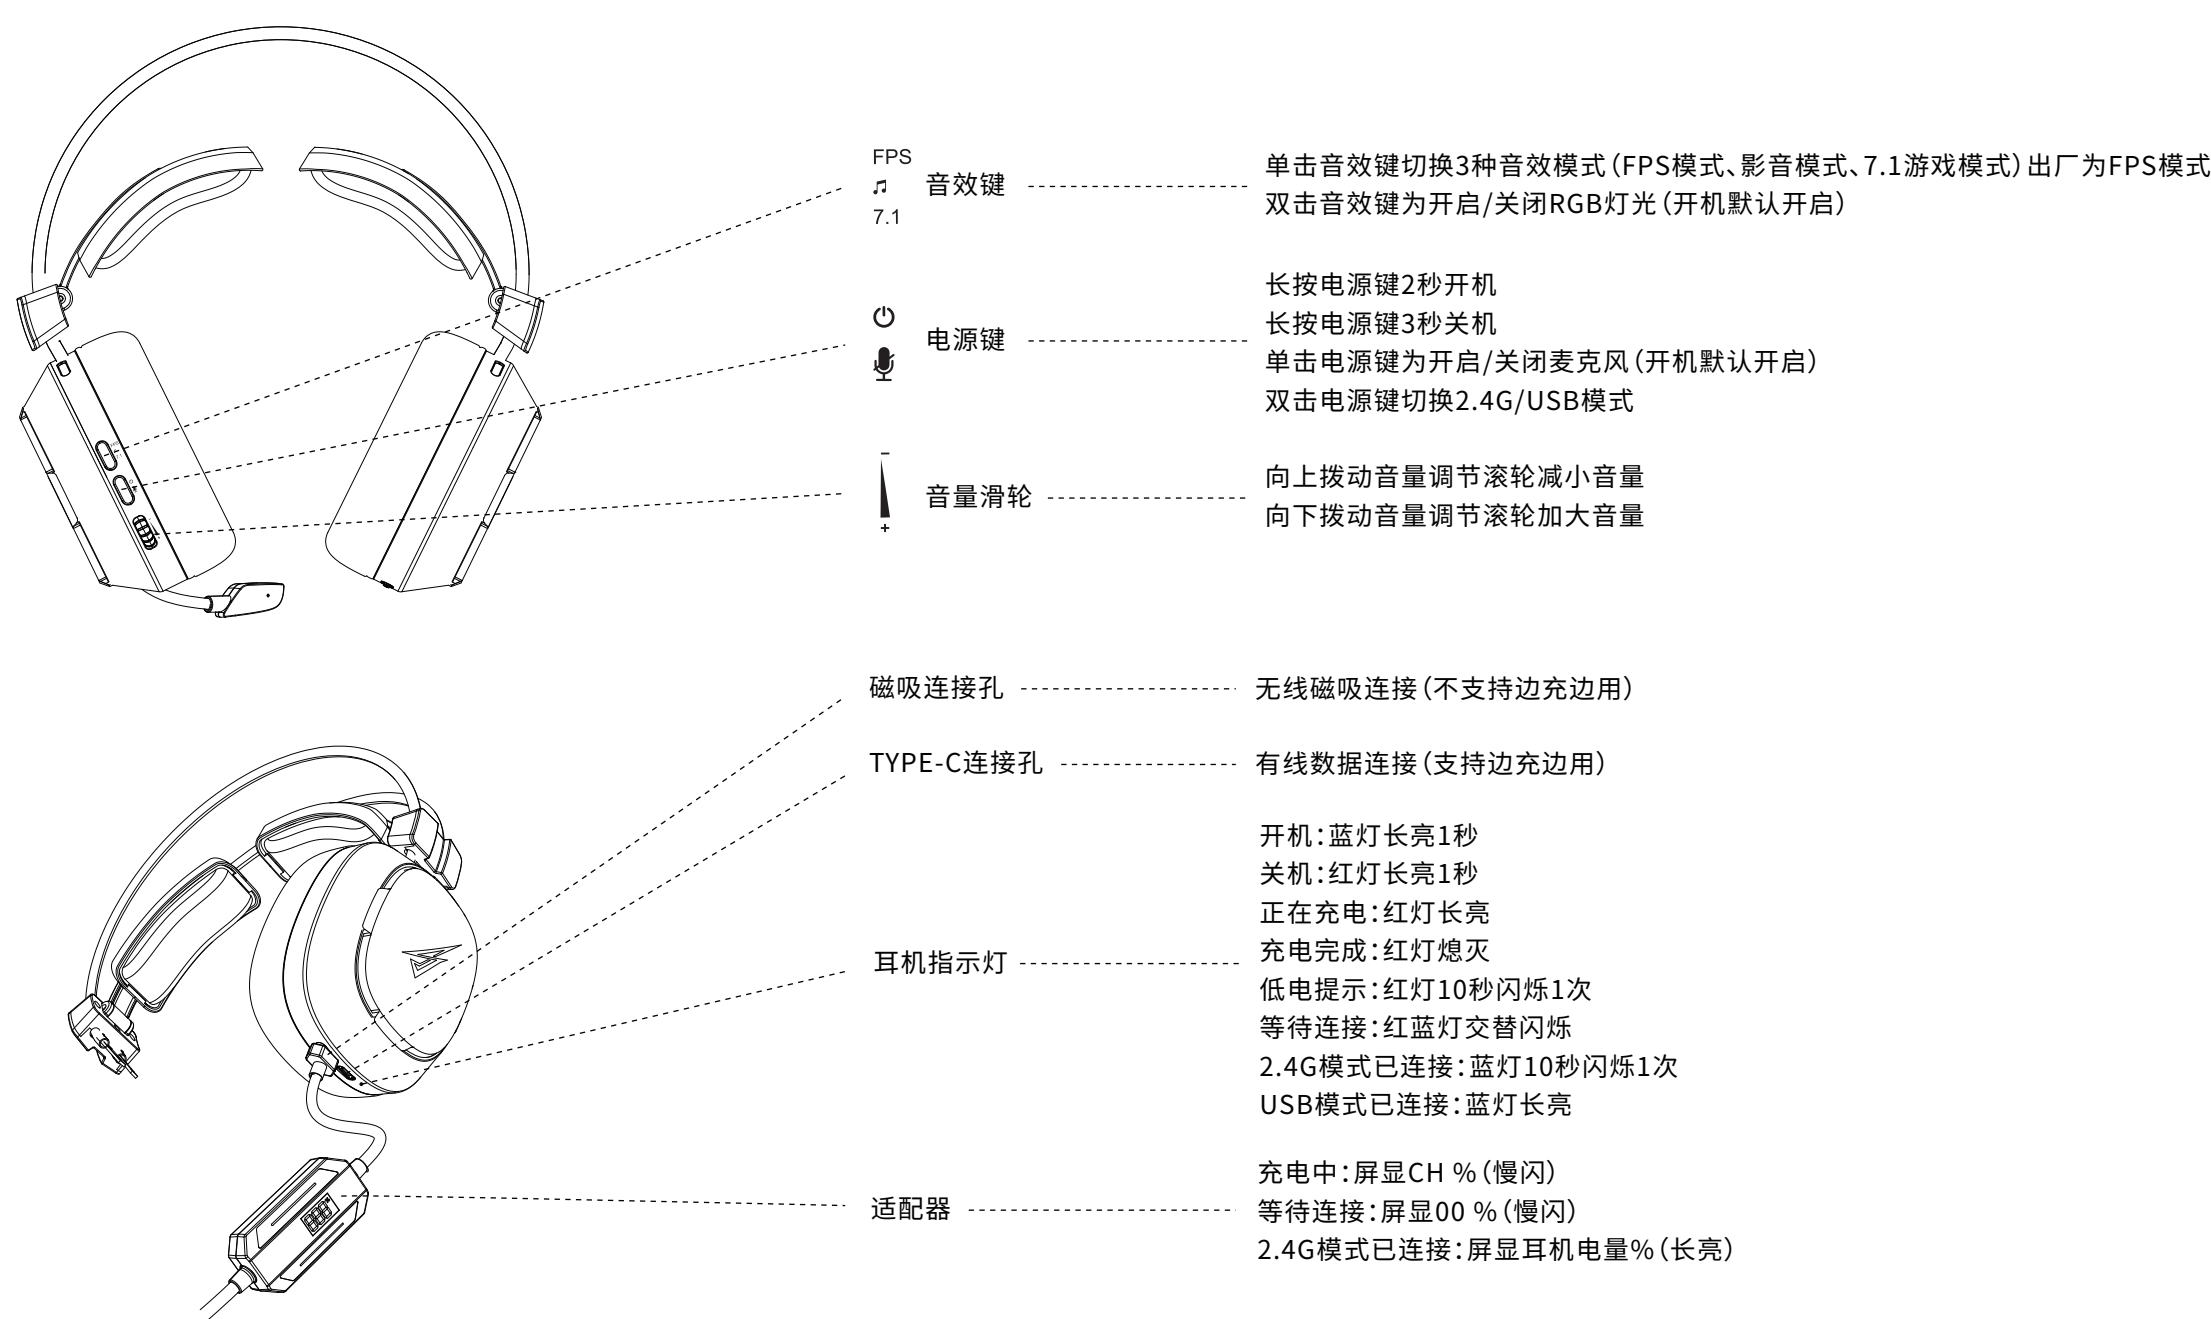 FPS
♫
7.1
音效键
单击音效键切换3种音效模式(FPS模式、影音模式、7.1游戏模式)出厂为FPS模式
双击音效键为开启/关闭RGB灯光(开机默认开启)
电源键
长按电源键2秒开机
长按电源键3秒关机
单击电源键为开启/关闭麦克风(开机默认开启)
双击电源键切换2.4G/USB模式
-
+
音量滑轮
向上拨动音量调节滚轮减小音量
向下拨动音量调节滚轮加大音量
磁吸连接孔
无线磁吸连接(不支持边充边用)
TYPE-C连接孔
有线数据连接(支持边充边用)
耳机指示灯
开机:蓝灯长亮1秒
关机:红灯长亮1秒
正在充电:红灯长亮
充电完成:红灯熄灭
低电提示:红灯10秒闪烁1次
等待连接:红蓝灯交替闪烁
2.4G模式已连接:蓝灯10秒闪烁1次
USB模式已连接:蓝灯长亮
适配器
充电中:屏显CH %(慢闪)
等待连接:屏显00 %(慢闪)
2.4G模式已连接:屏显耳机电量%(长亮)